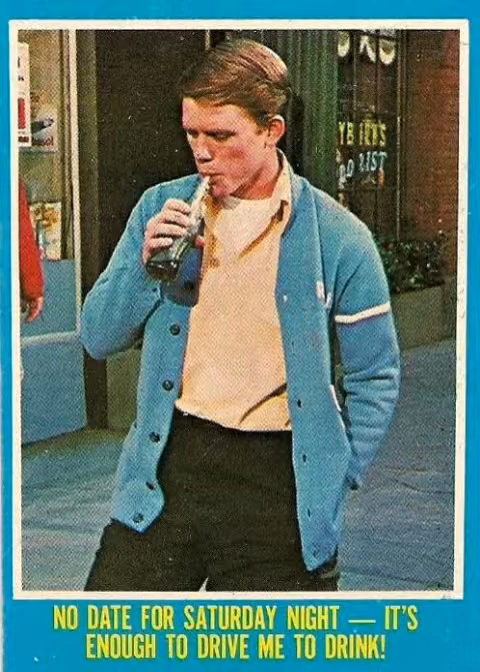 NO DATE FOR SATURDAY NIGHT — IT'S
ENOUGH TO DRIVE ME TO DRINK!